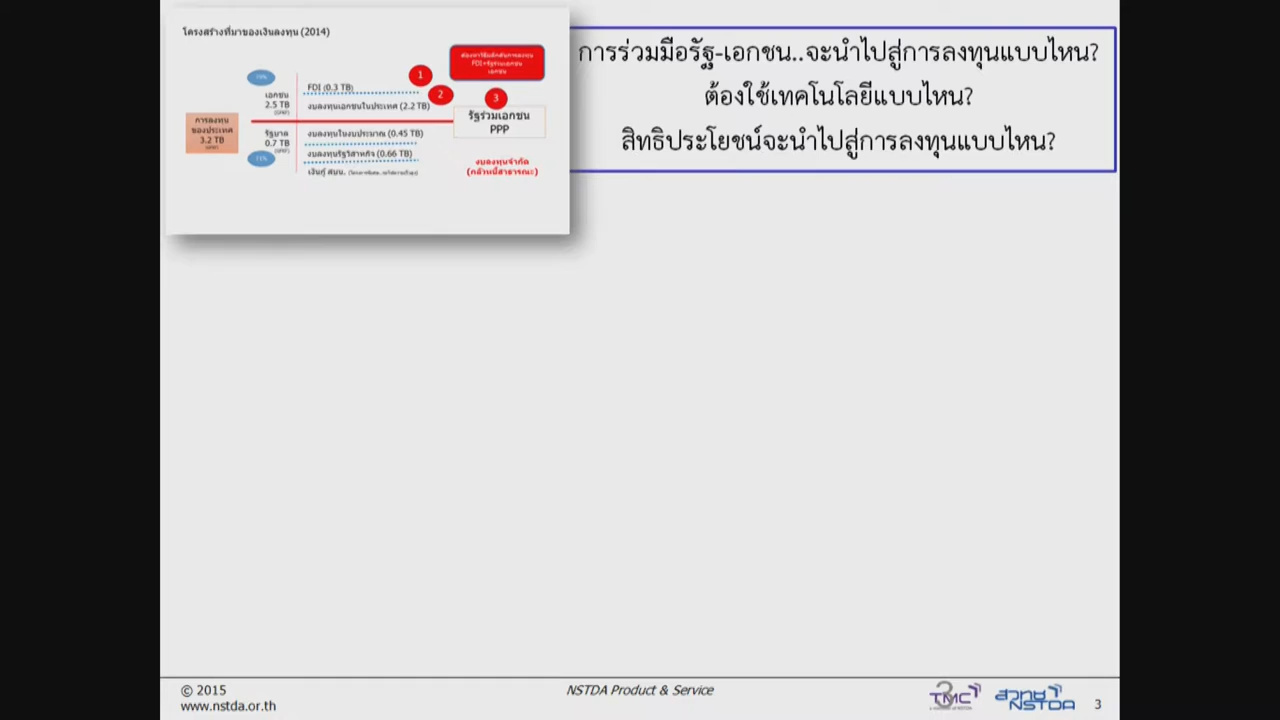 โครงสร้างที่มาของเงินลงทุน (2014)
การลงทุน
ของประเทศ
3.2 TB
เอกชน
2.5 TB
รัฐบาล
0.7 TB
FDI (0.3 TB)
งบลงทุนเอกชนในประเทศ (2.2 TB)
งบลงทุนในงบประมาณ (0.45 TB)
งบลงทุนรัฐวิสาหกิจ (0.66 TB)
เงินกู้ สบน.
1
2
3
รัฐร่วมเอกชน
PPP
งบลงทุนจำกัด
(กลัวหนี้สาธารณะ)
การร่วมมือรัฐ-เอกชน..จะนำไปสู่การลงทุนแบบไหน?
ต้องใช้เทคโนโลยีแบบไหน?
สิทธิประโยชน์จะนำไปสู่การลงทุนแบบไหน?
© 2015
www.nstda.or.th
NSTDA Product & Service
TMC
สวทช
NSTDA
3